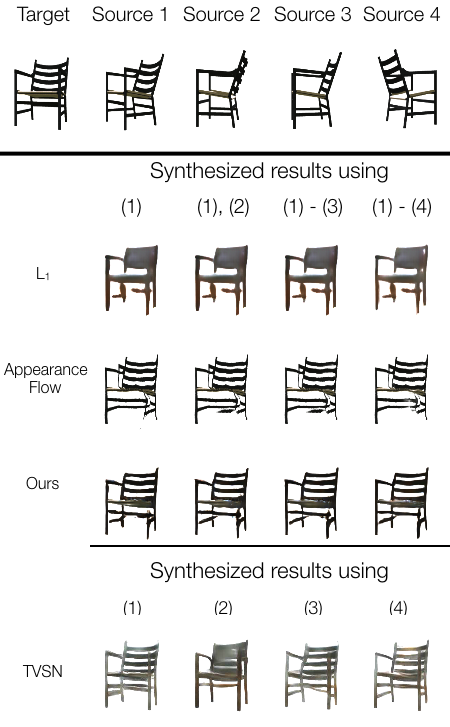 Target Source 1 Source 2 Source 3 Source 4
Synthesized results using
(1) (1), (2) (1) - (3) (1) - (4)
L₁
Appearance
Flow
Ours
Synthesized results using
(1) (2) (3) (4)
TVSN